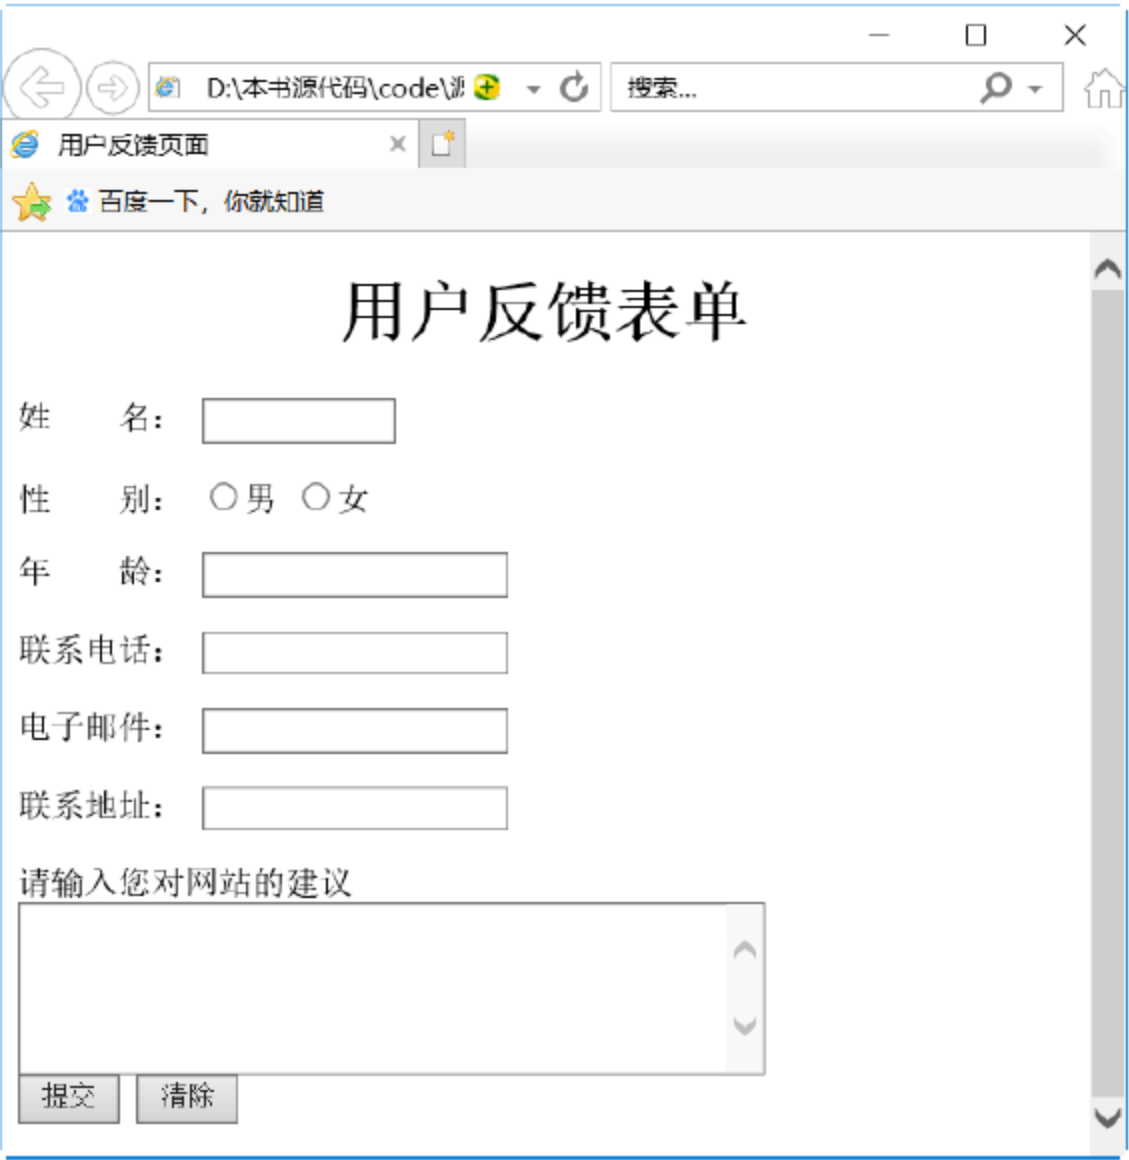 D:\本书源代码\code\
搜索...
用户反馈页面
百度一下，你就知道
用户反馈表单
姓　　名：
性　　别： 男 女
年　　龄：
联系电话：
电子邮件：
联系地址：
请输入您对网站的建议
提交 清除